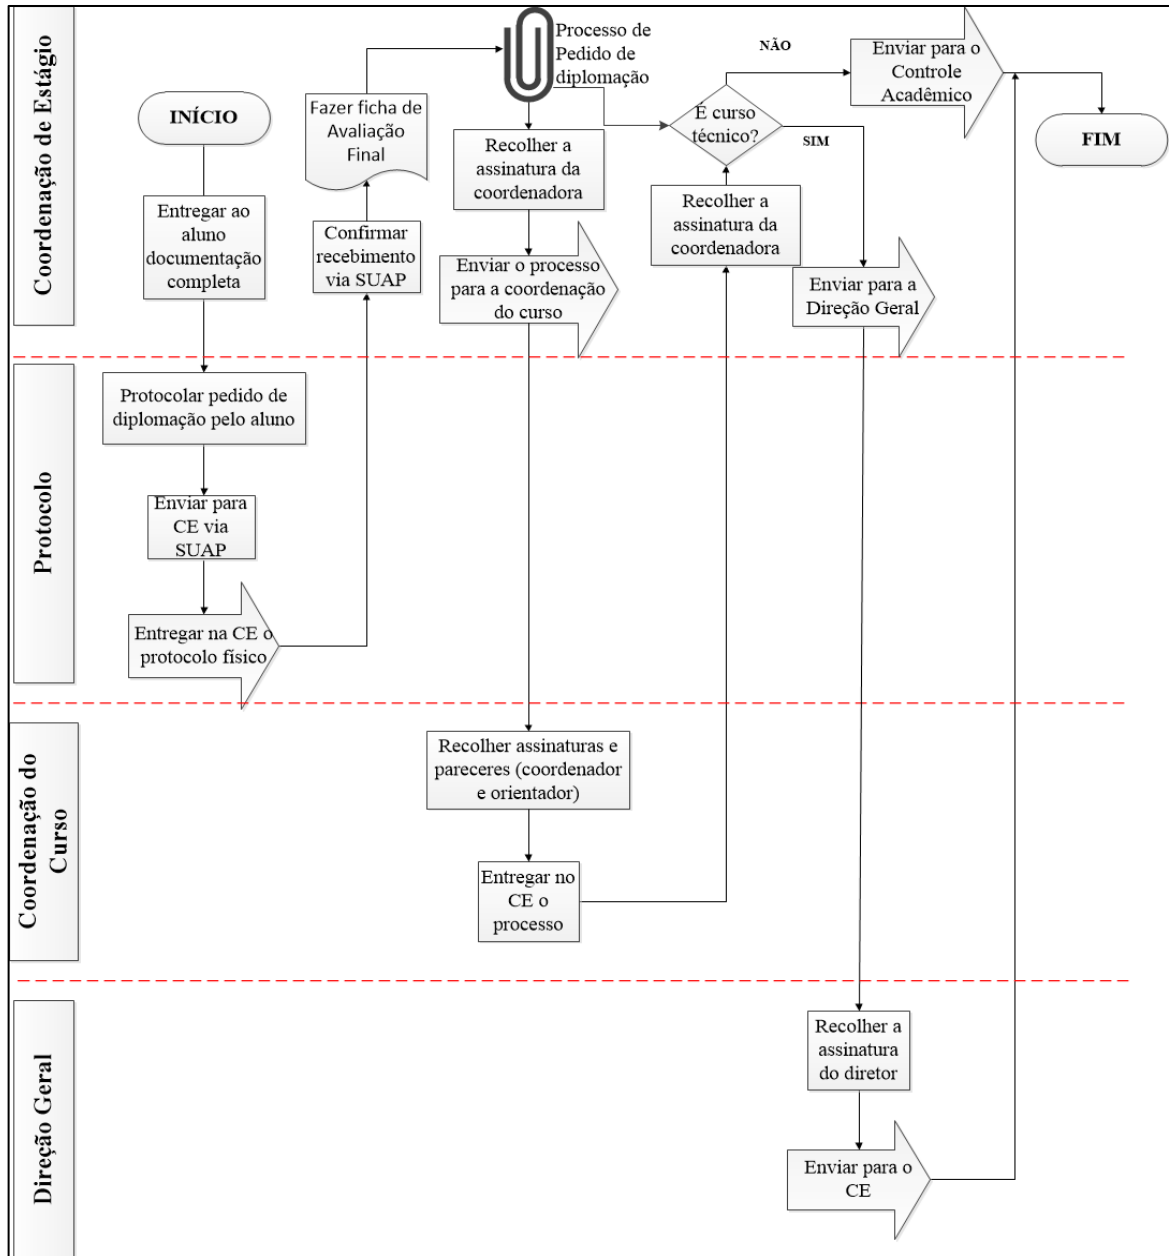 Coordenação de Estágio
INÍCIO
Entregar ao
aluno
documentação
completa
Fazer ficha de
Avaliação
Final
Confirmar
recebimento
via SUAP
Processo de
Pedido de
diplomação
Recolher a
assinatura da
coordenadora
Enviar o processo
para a coordenação
do curso
É curso
técnico?
NÃO
SIM
Recolher a
assinatura da
coordenadora
Enviar para o
Controle
Acadêmico
Enviar para a
Direção Geral
FIM
Protocolo
Protocolar pedido de
diplomação pelo aluno
Enviar para
CE via
SUAP
Entregar na CE o
protocolo físico
Coordenação do
Curso
Recolher assinaturas e
pareceres (coordenador
e orientador)
Entregar no
CE o
processo
Direção Geral
Recolher a
assinatura
do diretor
Enviar para o
CE